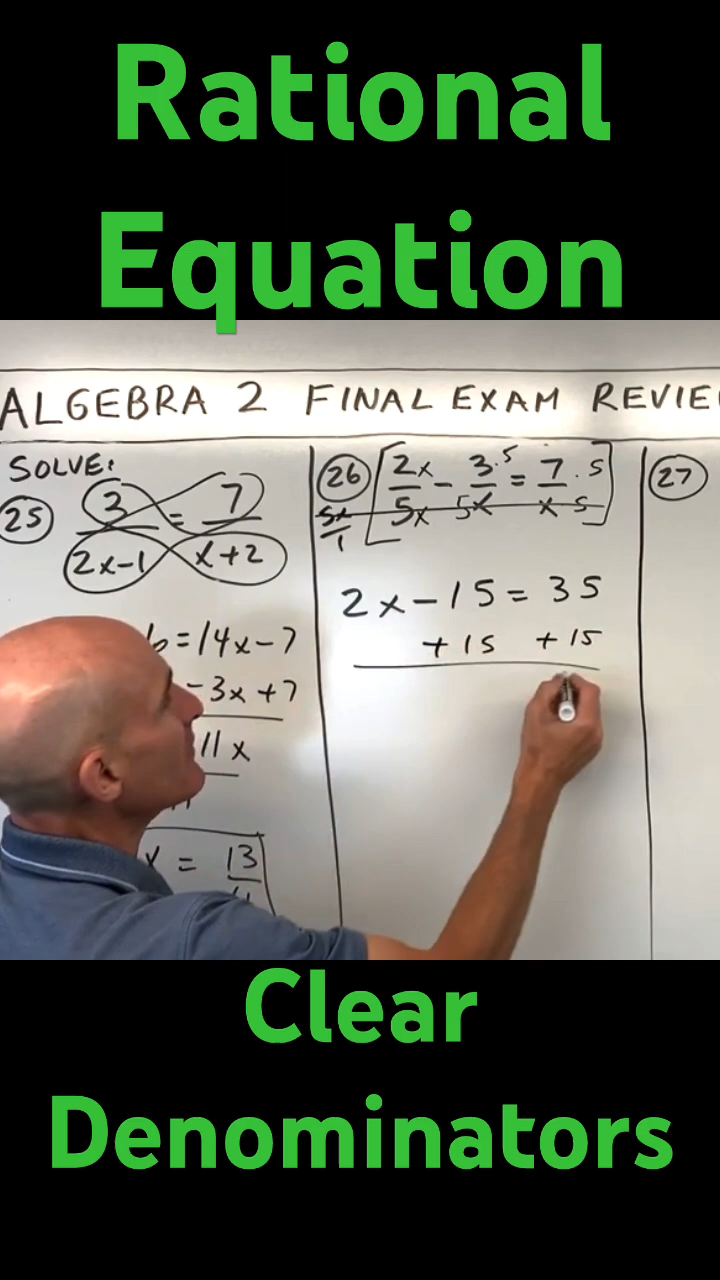 Rational
Equation
ALGEBRA 2 FINAL EXAM REVIE
SOLVE:
25 3/(2x-1) = 7/(x+2)
=14x-7
-3x+7
11x
x = 13/
26 5x/1 [2x/5x - 3·5/5x = 7·5/x·5]
2x-15=35
+15 +15
27
Clear
Denominators